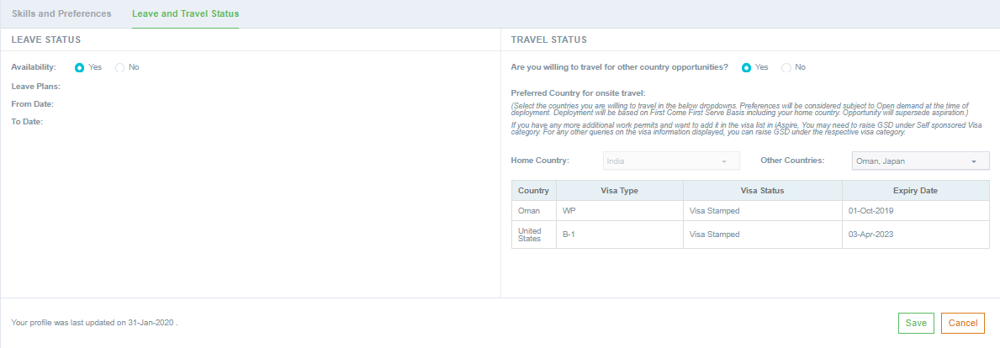 Skills and Preferences Leave and Travel Status
LEAVE STATUS
Availability: Yes No
Leave Plans:
From Date:
To Date:
TRAVEL STATUS
Are you willing to travel for other country opportunities? Yes No
Preferred Country for onsite travel:
(Select the countries you are willing to travel in the below dropdowns. Preferences will be considered subject to Open demand at the time of
deployment. Deployment will be based on First Come First Serve Basis including your home country. Opportunity will supersede aspiration.)
If you have any more additional work permits and want to add it in the visa list in iAspire, You may need to raise GSD under Self sponsored Visa
category. For any other queries on the visa information displayed, you can raise GSD under the respective visa category.
Home Country: India Other Countries: Oman, Japan
Country Visa Type Visa Status Expiry Date
Oman WP Visa Stamped 01-Oct-2019
United
States B-1 Visa Stamped 03-Apr-2023
Your profile was last updated on 31-Jan-2020 .
Save Cancel